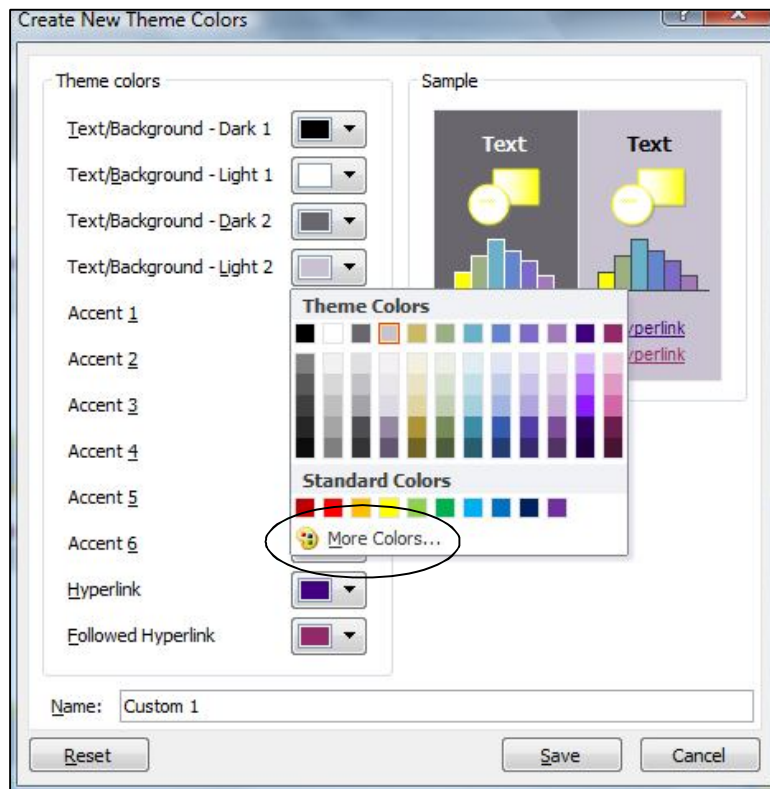 Create New Theme Colors
?
Theme colors
Text/Background - Dark 1
Text/Background - Light 1
Text/Background - Dark 2
Text/Background - Light 2
Accent 1
Accent 2
Accent 3
Accent 4
Accent 5
Accent 6
Hyperlink
Followed Hyperlink
Sample
Text
Text
yperlink
yperlink
Theme Colors
Standard Colors
More Colors...
Name:
Custom 1
Reset
Save
Cancel